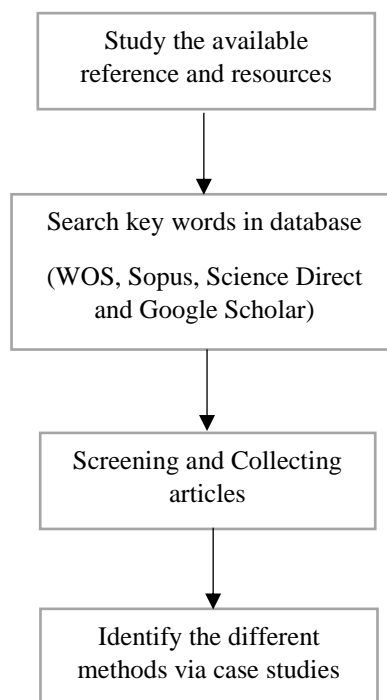 Study the available
reference and resources
Search key words in database
(WOS, Sopus, Science Direct
and Google Scholar)
Screening and Collecting
articles
Identify the different
methods via case studies